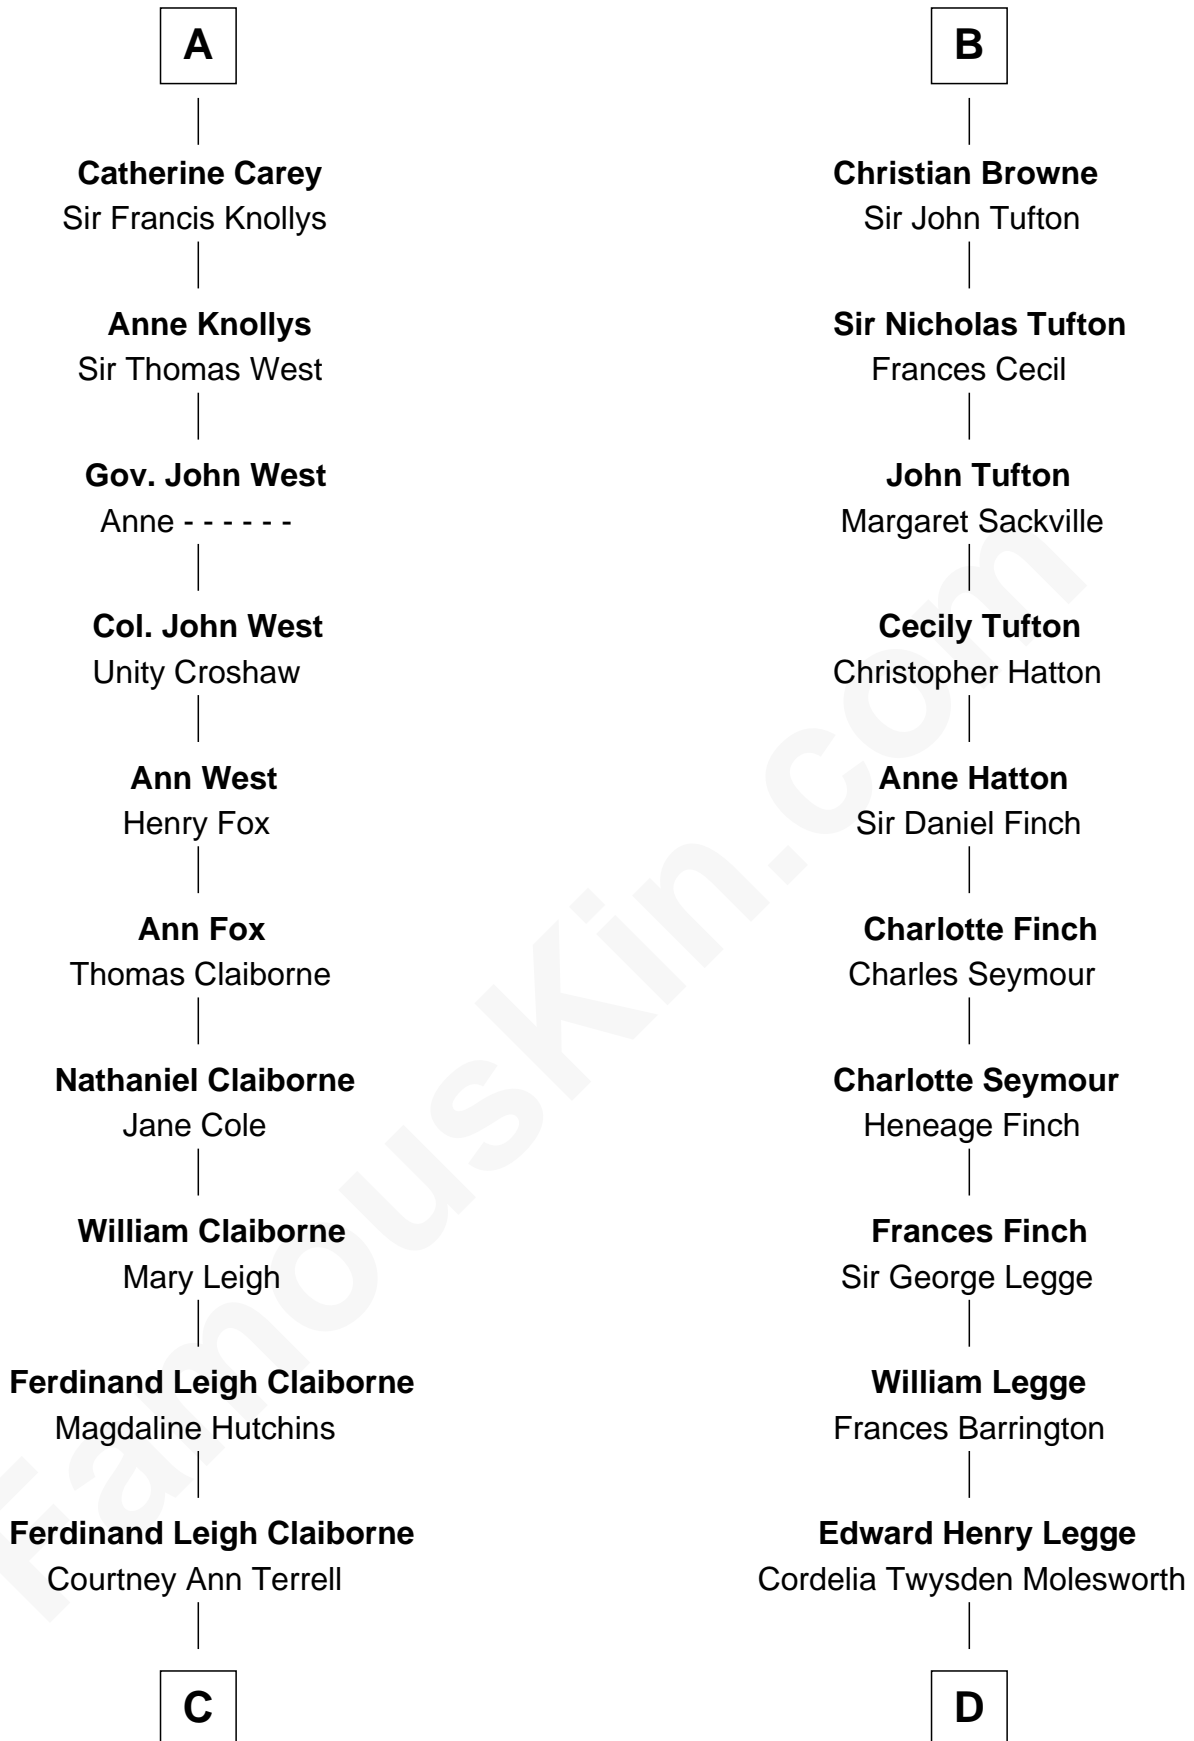 A
Catherine Carey
Sir Francis Knollys
Anne Knollys
Sir Thomas West
Gov. John West
Anne - - - - - -
Col. John West
Unity Croshaw
Ann West
Henry Fox
Ann Fox
Thomas Claiborne
Nathaniel Claiborne
Jane Cole
William Claiborne
Mary Leigh
Ferdinand Leigh Claiborne
Magdaline Hutchins
Ferdinand Leigh Claiborne
Courtney Ann Terrell
C
B
Christian Browne
Sir John Tufton
Sir Nicholas Tufton
Frances Cecil
John Tufton
Margaret Sackville
Cecily Tufton
Christopher Hatton
Anne Hatton
Sir Daniel Finch
Charlotte Finch
Charles Seymour
Charlotte Seymour
Heneage Finch
Frances Finch
Sir George Legge
William Legge
Frances Barrington
Edward Henry Legge
Cordelia Twysden Molesworth
D
FamousKin.com